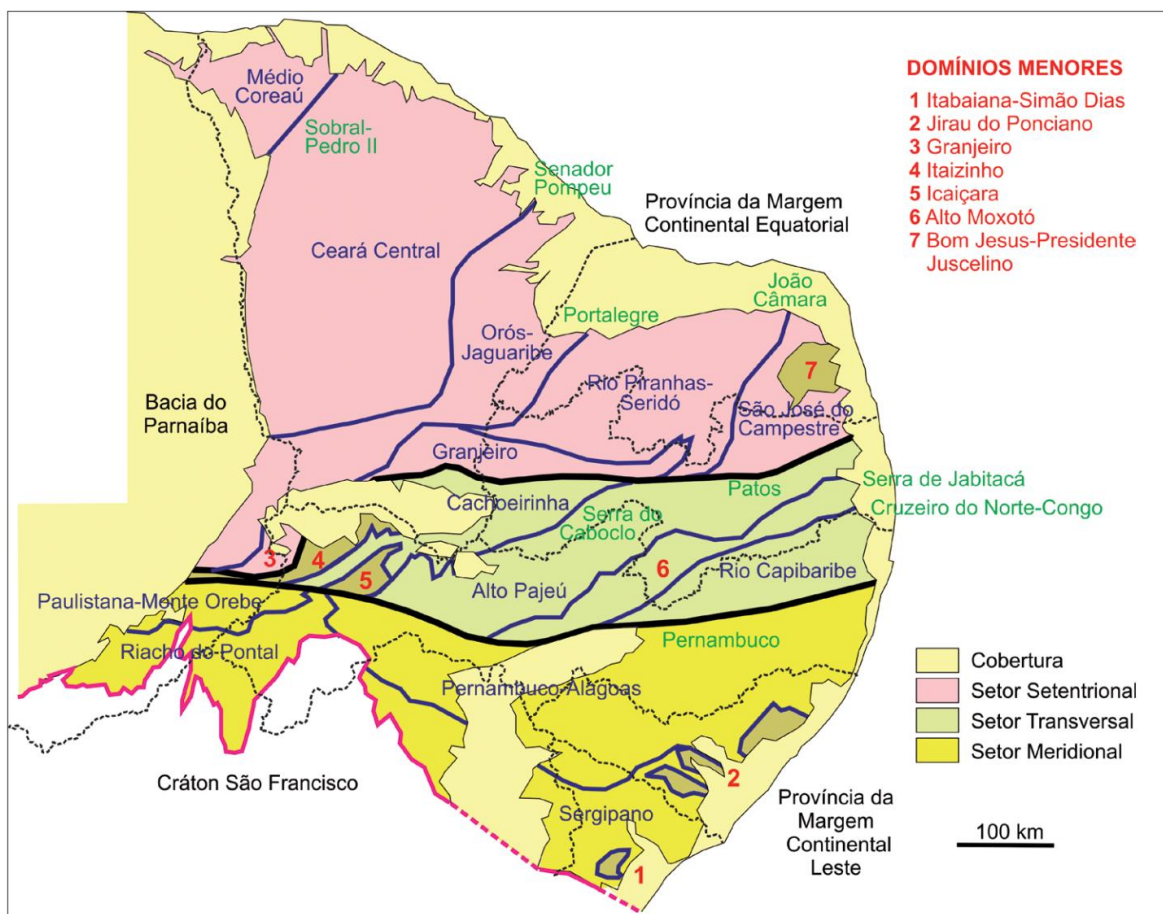 DOMÍNIOS MENORES
1 Itabaiana-Simão Dias
2 Jirau do Ponciano
3 Granjeiro
4 Itaizinho
5 Icaiçara
6 Alto Moxotó
7 Bom Jesus-Presidente
Juscelino
Médio
Coreaú
Sobral-
Pedro II
Senador
Pompeu
Província da Margem
Continental Equatorial
Ceará Central
João
Câmara
Portalegre
Orós-
Jaguaribe
7
Rio Piranhas-
Seridó
Bacia do
Parnaíba
São José do
Campestre
Granjeiro
Cachoeirinha
Patos
Serra de Jabitacá
Serra do
Caboclo
Cruzeiro do Norte-Congo
3
4
5
6
Alto Pajeú
Rio Capibaribe
Paulistana-Monte Orebe
Riacho do Pontal
Pernambuco
Pernambuco-Alagoas
Cobertura
Setor Setentrional
Setor Transversal
Setor Meridional
Cráton São Francisco
2
Sergipano
Província da
Margem
Continental
Leste
100 km
1